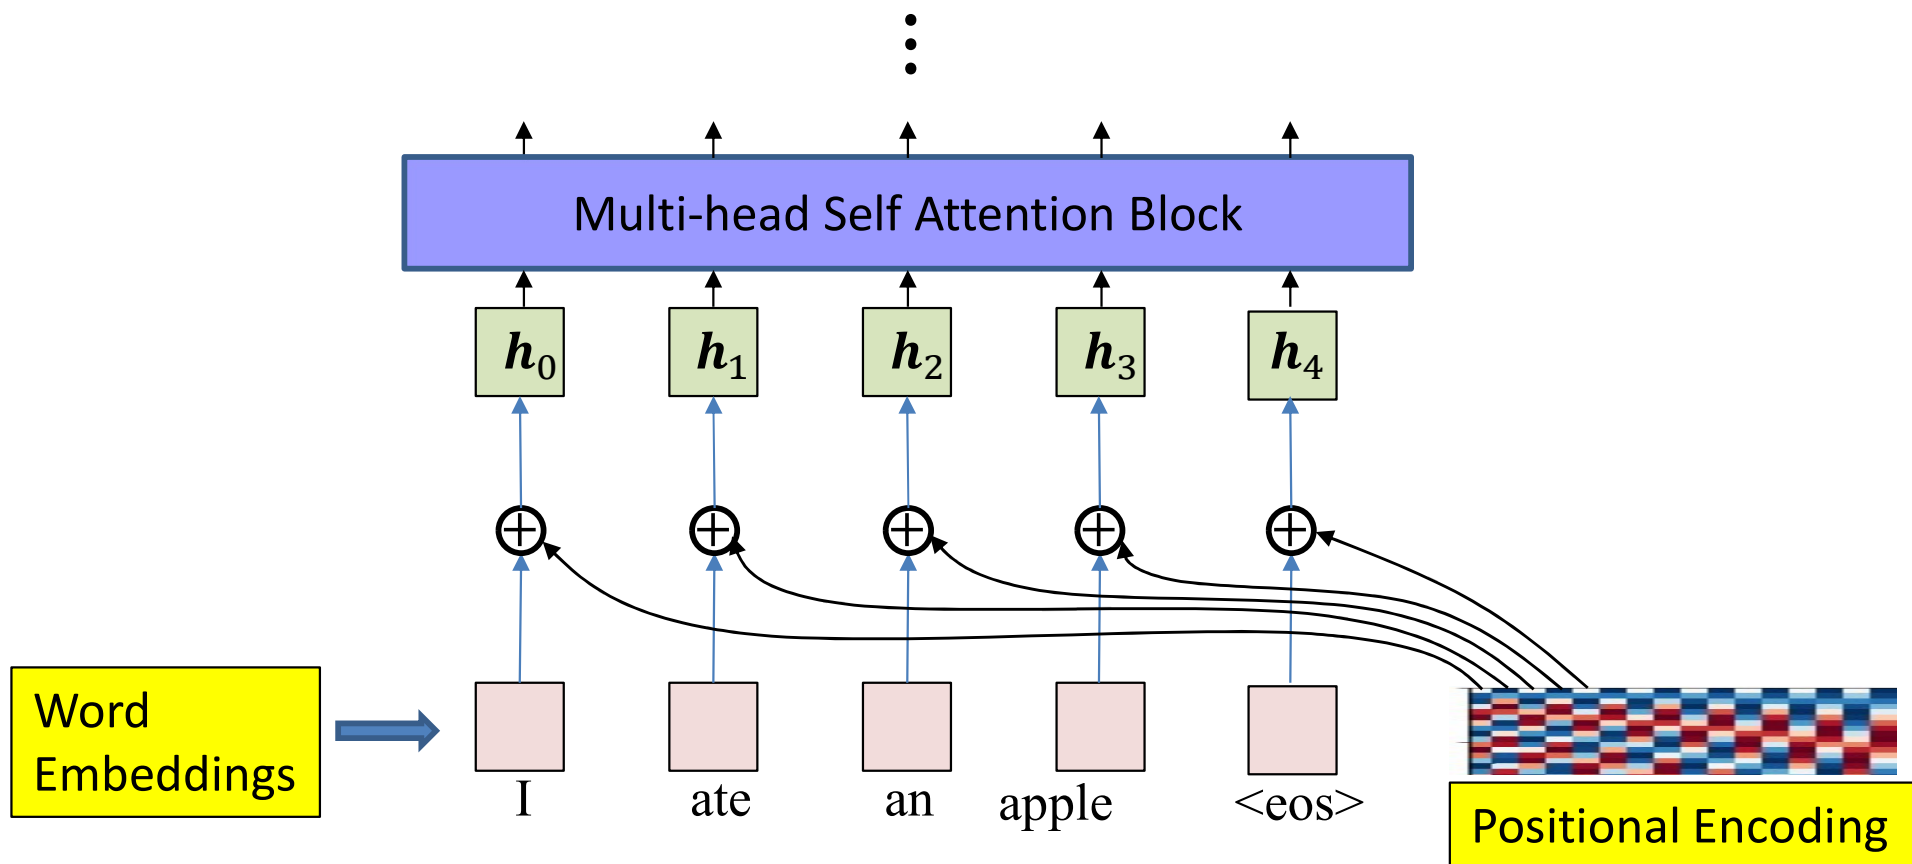 Multi-head Self Attention Block
h₀ h₁ h₂ h₃ h₄
Word
Embeddings
I ate an apple <eos>
Positional Encoding